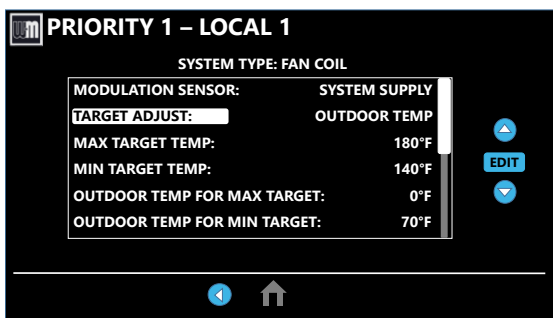 wm PRIORITY 1 – LOCAL 1
SYSTEM TYPE: FAN COIL
MODULATION SENSOR: SYSTEM SUPPLY
TARGET ADJUST: OUTDOOR TEMP
MAX TARGET TEMP: 180°F
MIN TARGET TEMP: 140°F
EDIT
OUTDOOR TEMP FOR MAX TARGET: 0°F
OUTDOOR TEMP FOR MIN TARGET: 70°F